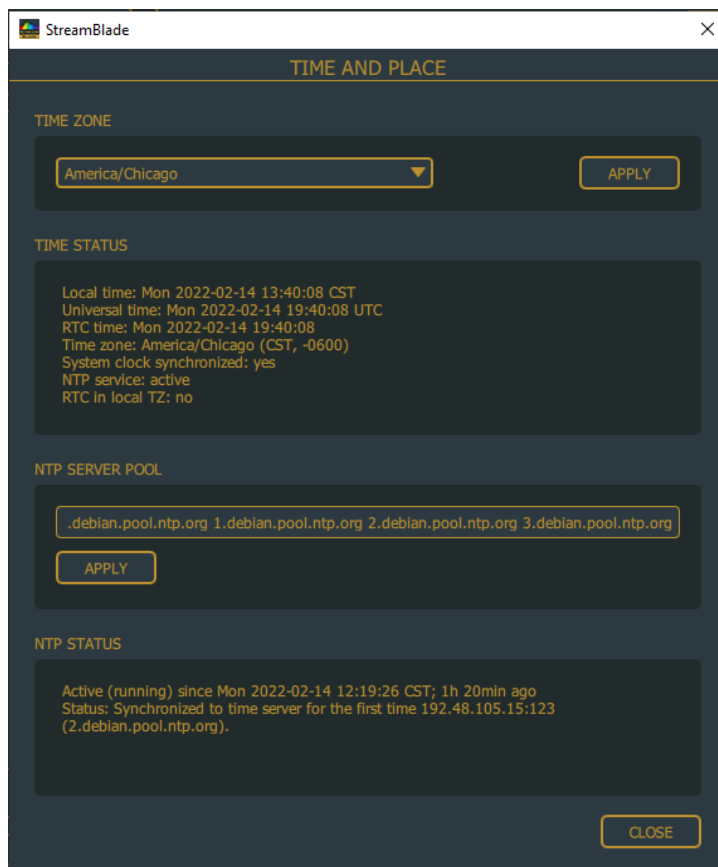 StreamBlade
TIME AND PLACE
TIME ZONE
America/Chicago
APPLY
TIME STATUS
Local time: Mon 2022-02-14 13:40:08 CST
Universal time: Mon 2022-02-14 19:40:08 UTC
RTC time: Mon 2022-02-14 19:40:08
Time zone: America/Chicago (CST, -0600)
System clock synchronized: yes
NTP service: active
RTC in local TZ: no
NTP SERVER POOL
.debian.pool.ntp.org 1.debian.pool.ntp.org 2.debian.pool.ntp.org 3.debian.pool.ntp.org
APPLY
NTP STATUS
Active (running) since Mon 2022-02-14 12:19:26 CST; 1h 20min ago
Status: Synchronized to time server for the first time 192.48.105.15:123
(2.debian.pool.ntp.org).
CLOSE